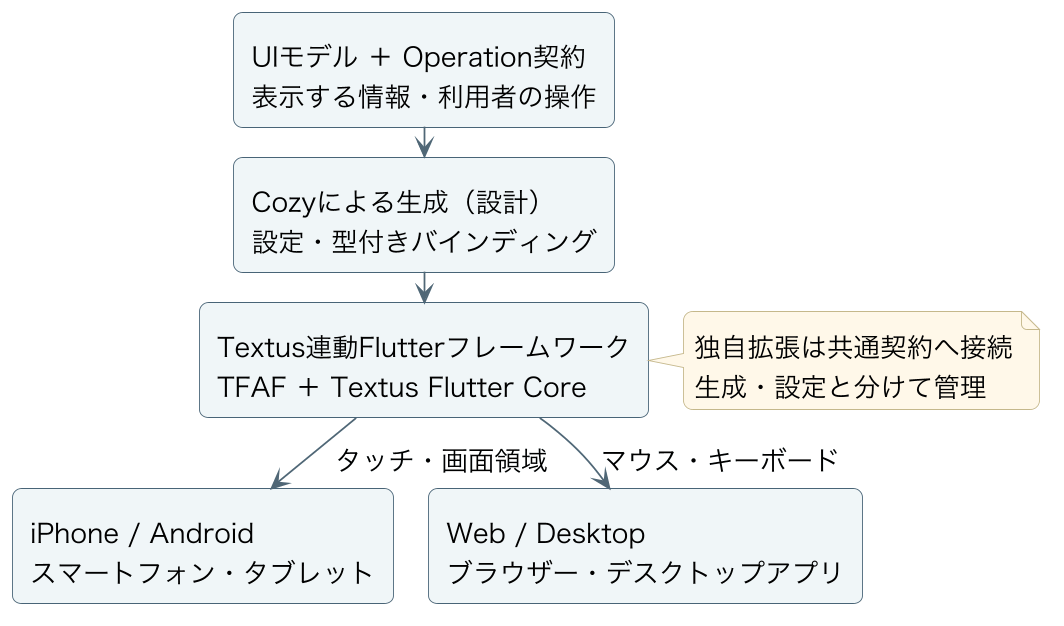 UIモデル ＋ Operation契約
表示する情報・利用者の操作
Cozyによる生成（設計）
設定・型付きバインディング
Textus連動Flutterフレームワーク
TFAF ＋ Textus Flutter Core
独自拡張は共通契約へ接続
生成・設定と分けて管理
タッチ・画面領域
マウス・キーボード
iPhone / Android
スマートフォン・タブレット
Web / Desktop
ブラウザー・デスクトップアプリ